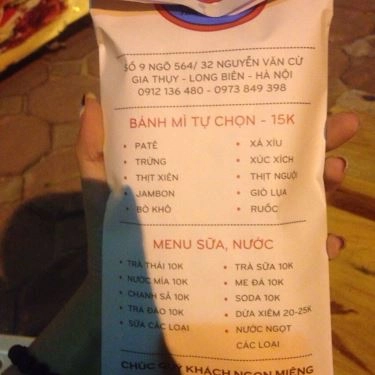 SỐ 9 NGÕ 564/ 32 NGUYỄN VĂN CỪ
GIA THỤY - LONG BIÊN - HÀ NỘI
0912 136 480 - 0973 849 398
BÁNH MÌ TỰ CHỌN - 15K
• PATÊ
• TRỨNG
• THỊT XIÊN
• JAMBON
• BÒ KHÔ
• XÁ XÍU
• XÚC XÍCH
• THỊT NGUỘI
• GIÒ LỤA
• RUỐC
MENU SỮA, NƯỚC
• TRÀ THÁI 10K
• NƯỚC MÍA 10K
• CHANH SẢ 10K
• TRÀ ĐÀO 10K
• SỮA CÁC LOẠI
• TRÀ SỮA 10K
• ME ĐÁ 10K
• SODA 10K
• DỪA XIÊM 20-25K
• NƯỚC NGỌT
CÁC LOẠI
CHÚC QUÝ KHÁCH NGON MIỆNG